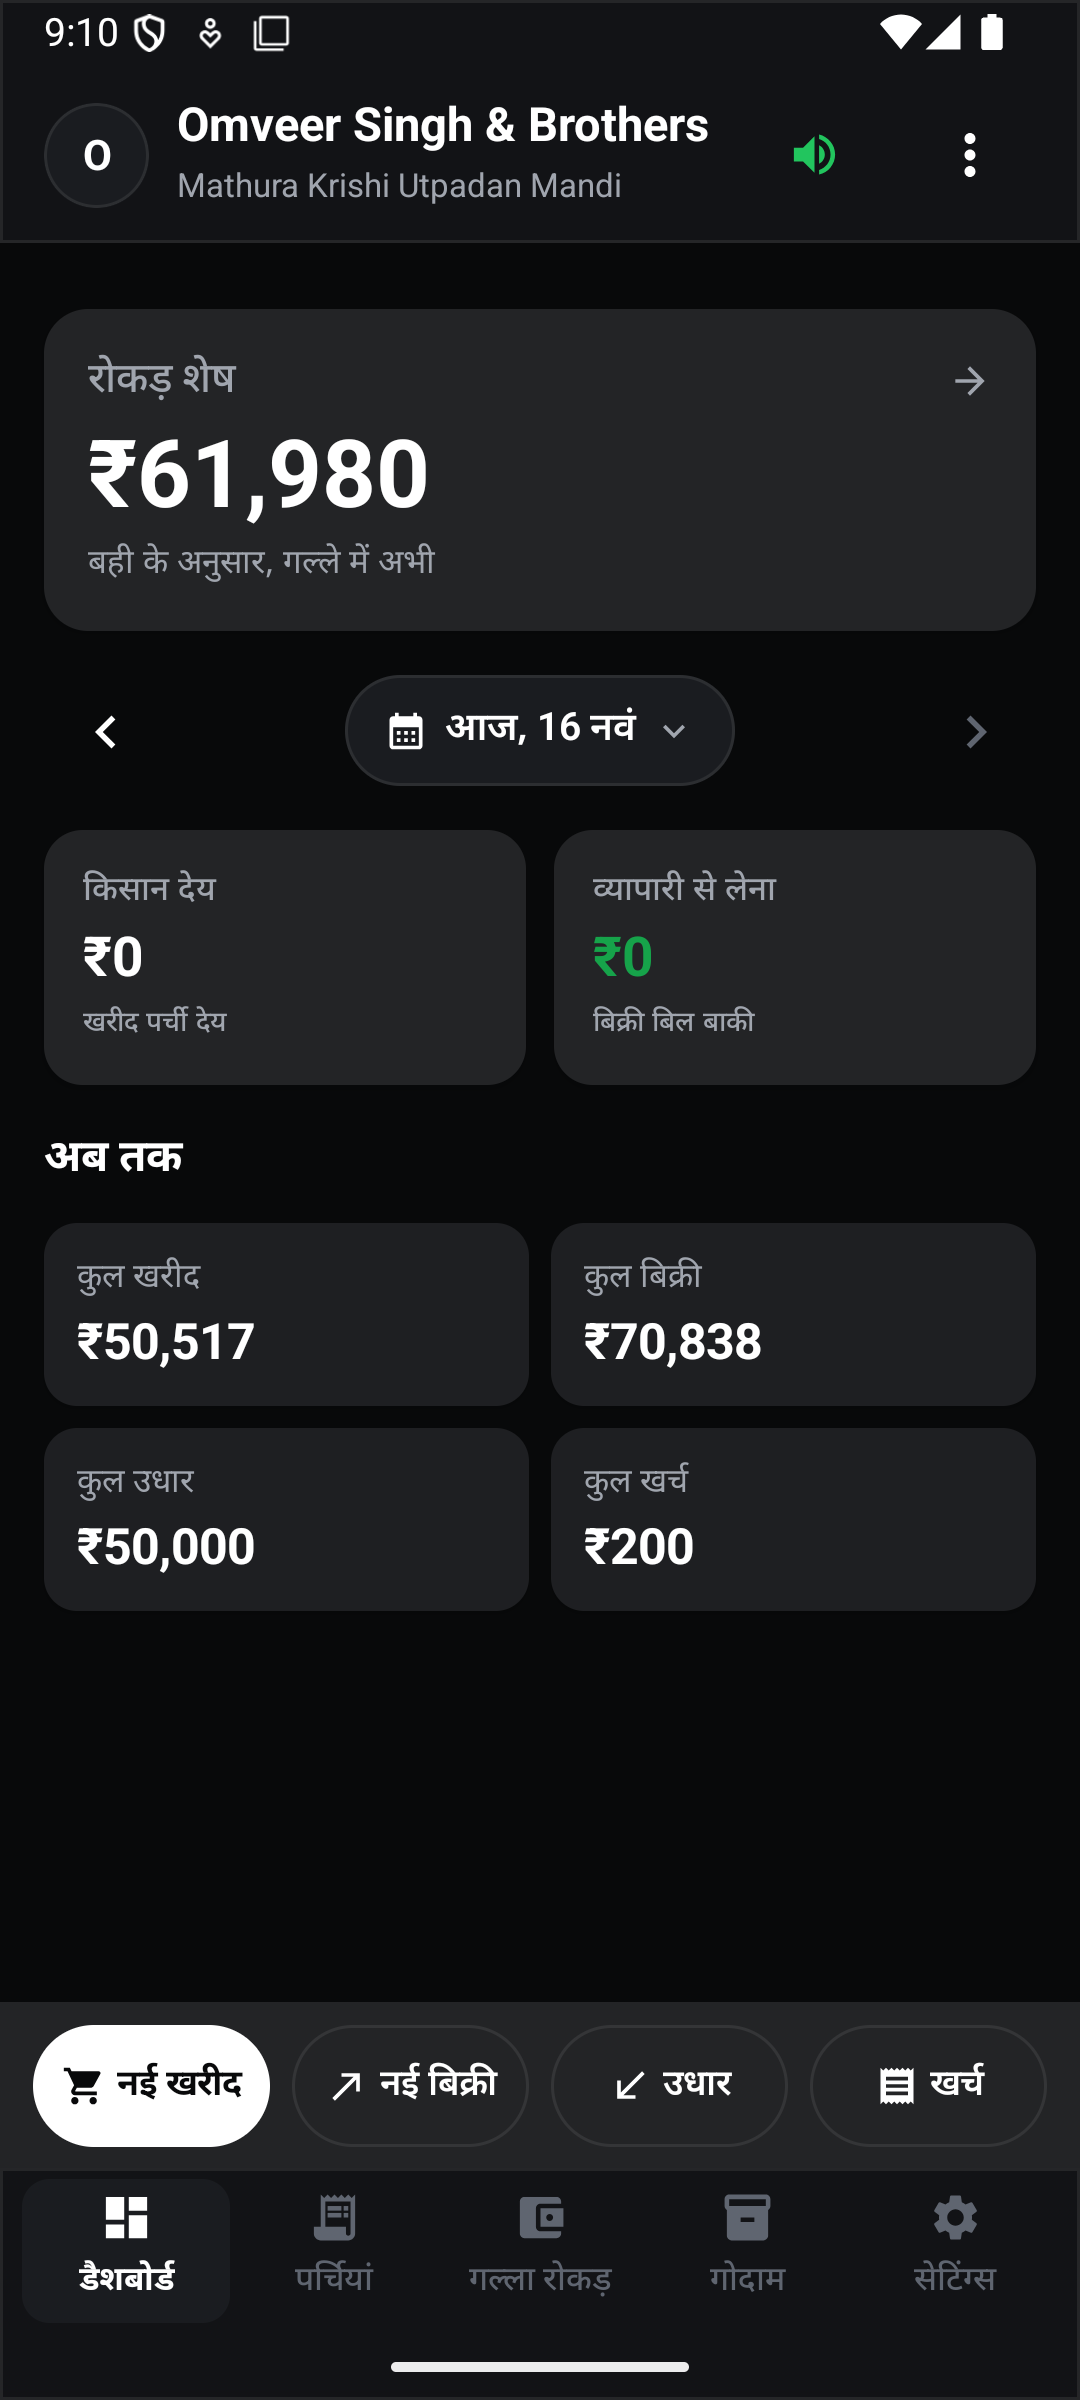 9:10
O
Omveer Singh & Brothers
Mathura Krishi Utpadan Mandi
रोकड़ शेष
₹61,980
बही के अनुसार, गल्ले में अभी
आज, 16 नवं
किसान देय
₹0
खरीद पर्ची देय
व्यापारी से लेना
₹0
बिक्री बिल बाकी
अब तक
कुल खरीद
₹50,517
कुल बिक्री
₹70,838
कुल उधार
₹50,000
कुल खर्च
₹200
नई खरीद
नई बिक्री
उधार
खर्च
डैशबोर्ड
पर्चियां
गल्ला रोकड़
गोदाम
सेटिंग्स